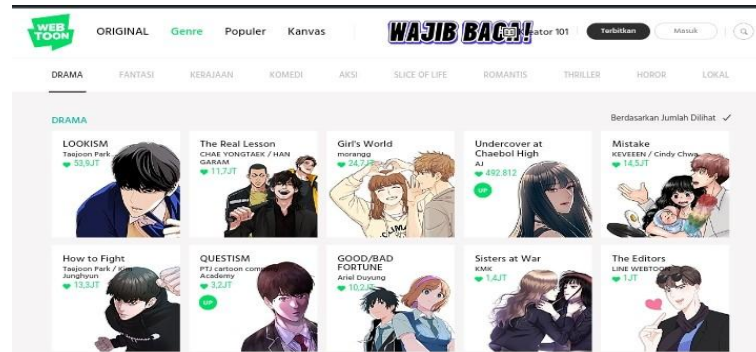 WEB
TOON
ORIGINAL
Genre
Populer
Kanvas
WAJIB BACA!
Kreator 101
Terbitkan
Masuk
DRAMA
FANTASI
KERAJAAN
KOMEDI
AKSI
SLICE OF LIFE
ROMANTIS
THRILLER
HOROR
LOKAL
DRAMA
Berdasarkan Jumlah Dilihat
LOOKISM
Taejoon Park
53,9JT
The Real Lesson
CHAE YONGTAEK / HAN
GARAM
11,7JT
Girl's World
morangg
24,7JT
Undercover at
Chaebol High
AJ
492.812
UP
Mistake
KEVEEEN / Cindy Chwa
14,5JT
How to Fight
Taejoon Park / Kim
Junghyun
13,3JT
QUESTISM
PTJ cartoon company
Academy
3,2JT
UP
GOOD/BAD
FORTUNE
Ariel Duyung
10,2JT
Sisters at War
KMK
1,4JT
The Editors
LINE WEBTOON
1JT